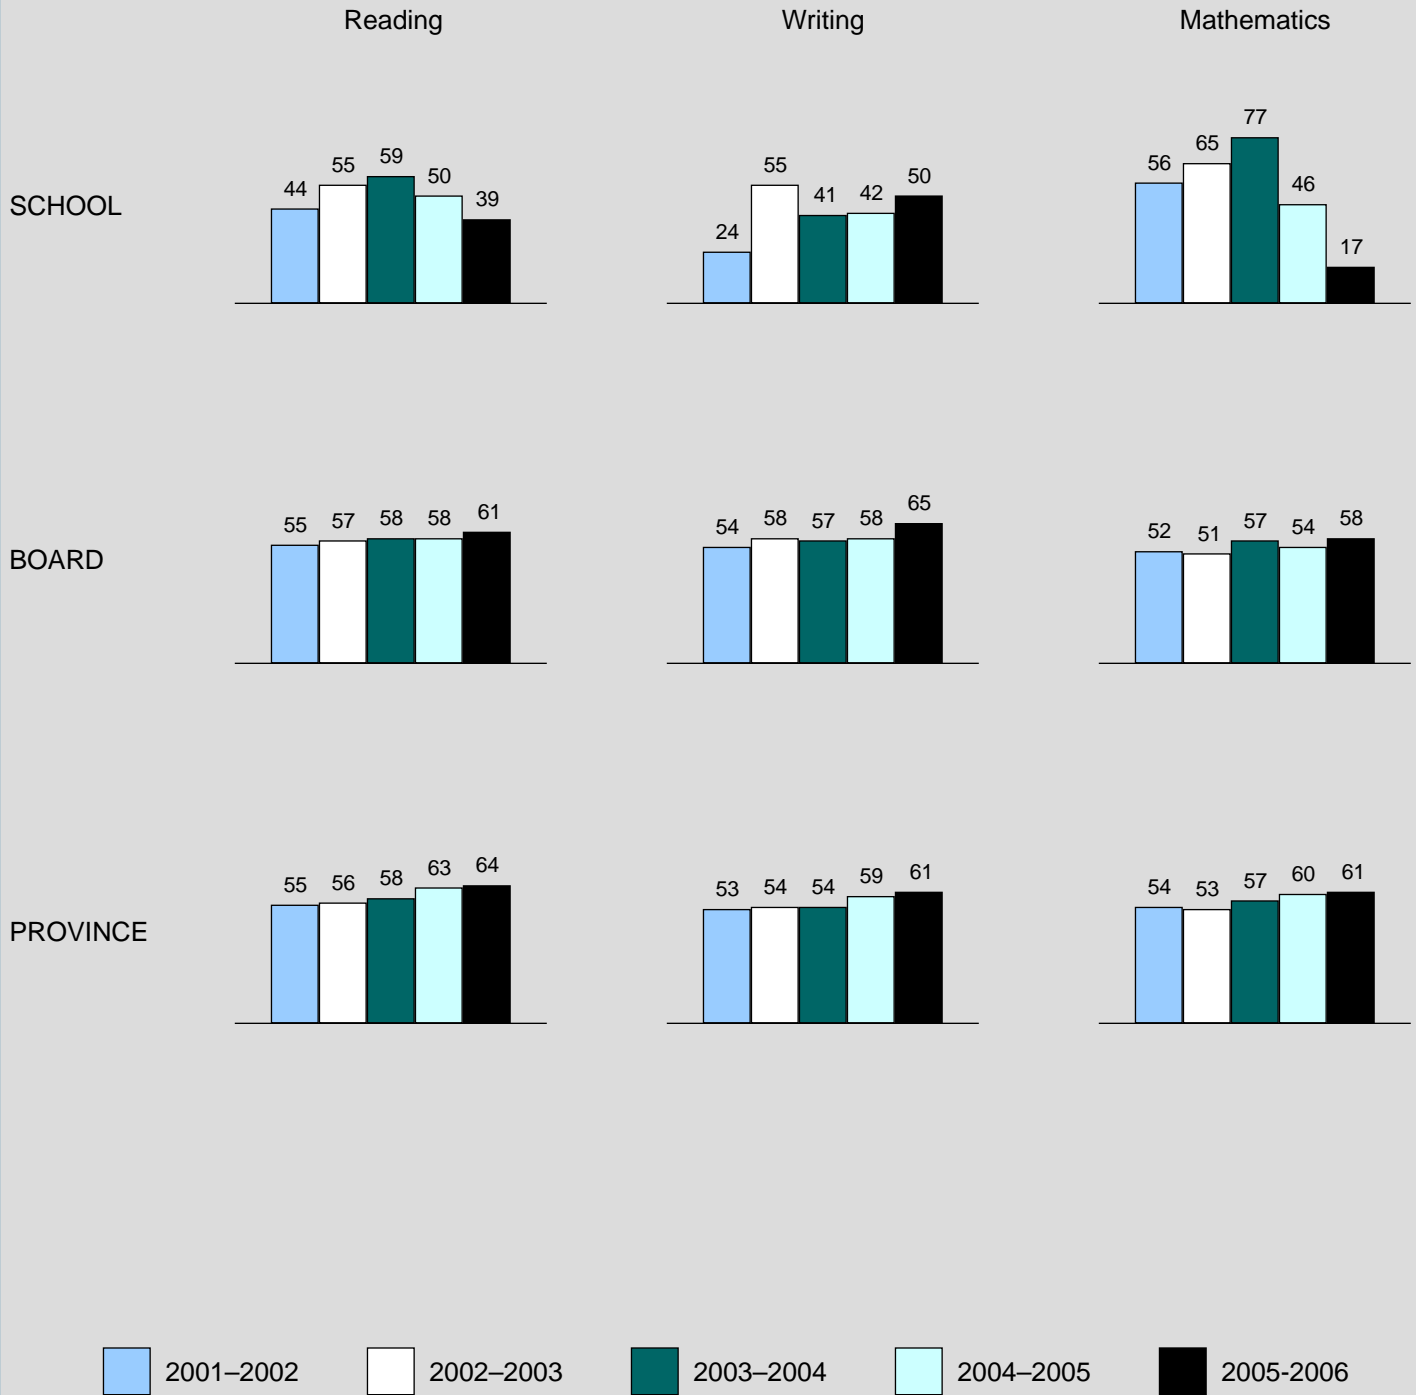 Reading Writing Mathematics
SCHOOL
44 55 59 50 39
24 55 41 42 50
56 65 77 46 17
BOARD
55 57 58 58 61
54 58 57 58 65
52 51 57 54 58
PROVINCE
55 56 58 63 64
53 54 54 59 61
54 53 57 60 61
2001–2002 2002–2003 2003–2004 2004–2005 2005-2006